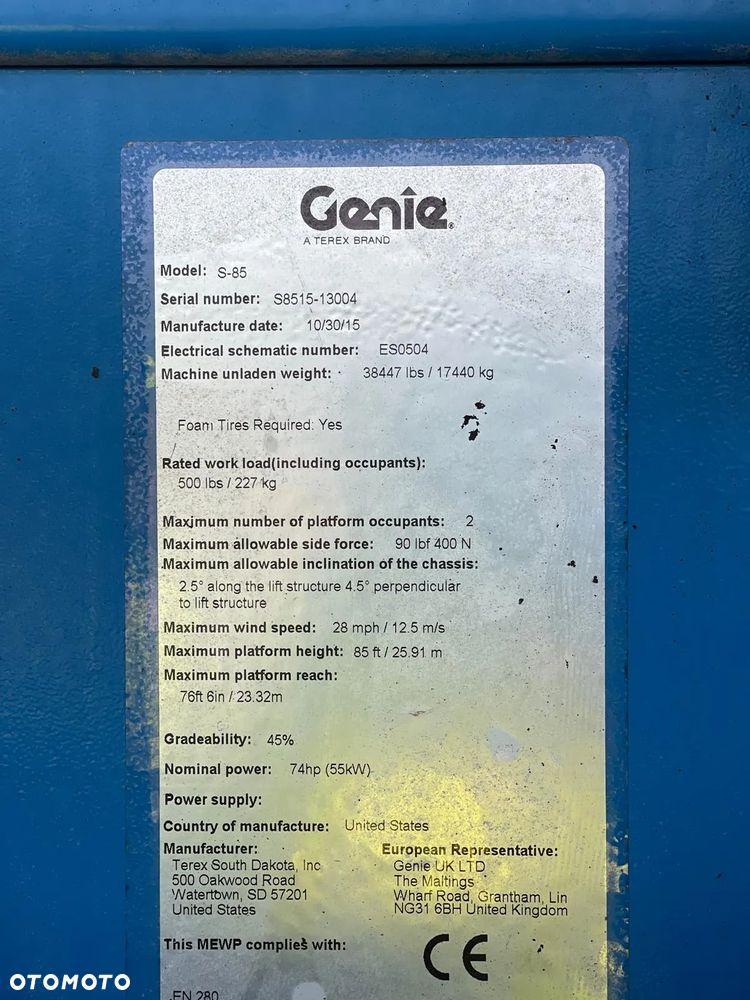 Genie
A TEREX BRAND
Model: S-85
Serial number: S8515-13004
Manufacture date: 10/30/15
Electrical schematic number: ES0504
Machine unladen weight: 38447 lbs / 17440 kg
Foam Tires Required: Yes
Rated work load(including occupants):
500 lbs / 227 kg
Maximum number of platform occupants: 2
Maximum allowable side force: 90 lbf 400 N
Maximum allowable inclination of the chassis:
2.5° along the lift structure 4.5° perpendicular
to lift structure
Maximum wind speed: 28 mph / 12.5 m/s
Maximum platform height: 85 ft / 25.91 m
Maximum platform reach:
76ft 6in / 23.32m
Gradeability: 45%
Nominal power: 74hp (55kW)
Power supply:
Country of manufacture: United States
Manufacturer: European Representative:
Terex South Dakota, Inc Genie UK LTD
500 Oakwood Road The Maltings
Watertown, SD 57201 Wharf Road, Grantham, Lin
United States NG31 6BH United Kingdom
This MEWP complies with: CE
EN 280
OTOMOTO